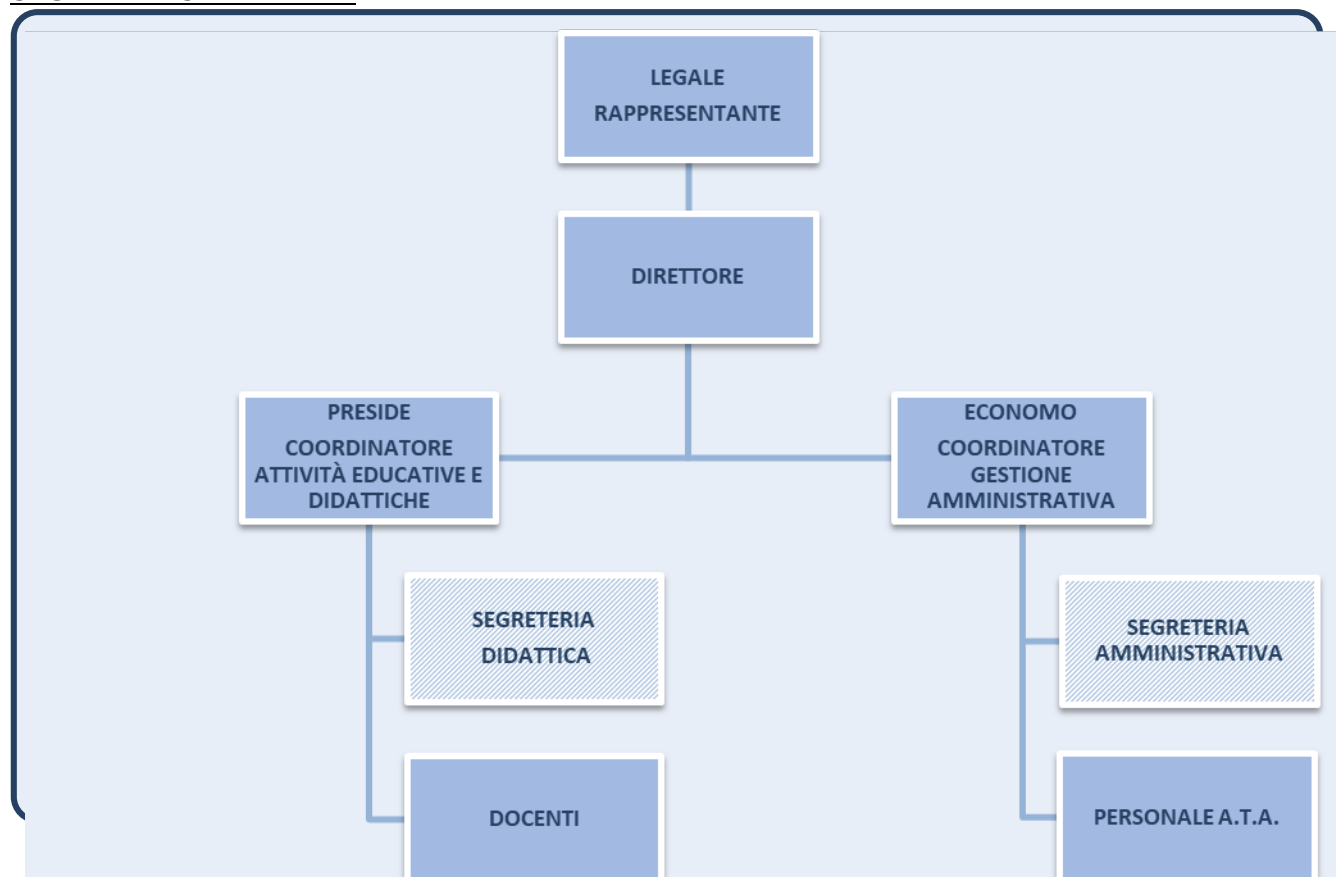 LEGALE
RAPPRESENTANTE
DIRETTORE
PRESIDE
COORDINATORE
ATTIVITÀ EDUCATIVE E
DIDATTICHE
ECONOMO
COORDINATORE
GESTIONE
AMMINISTRATIVA
SEGRETERIA
DIDATTICA
SEGRETERIA
AMMINISTRATIVA
DOCENTI
PERSONALE A.T.A.